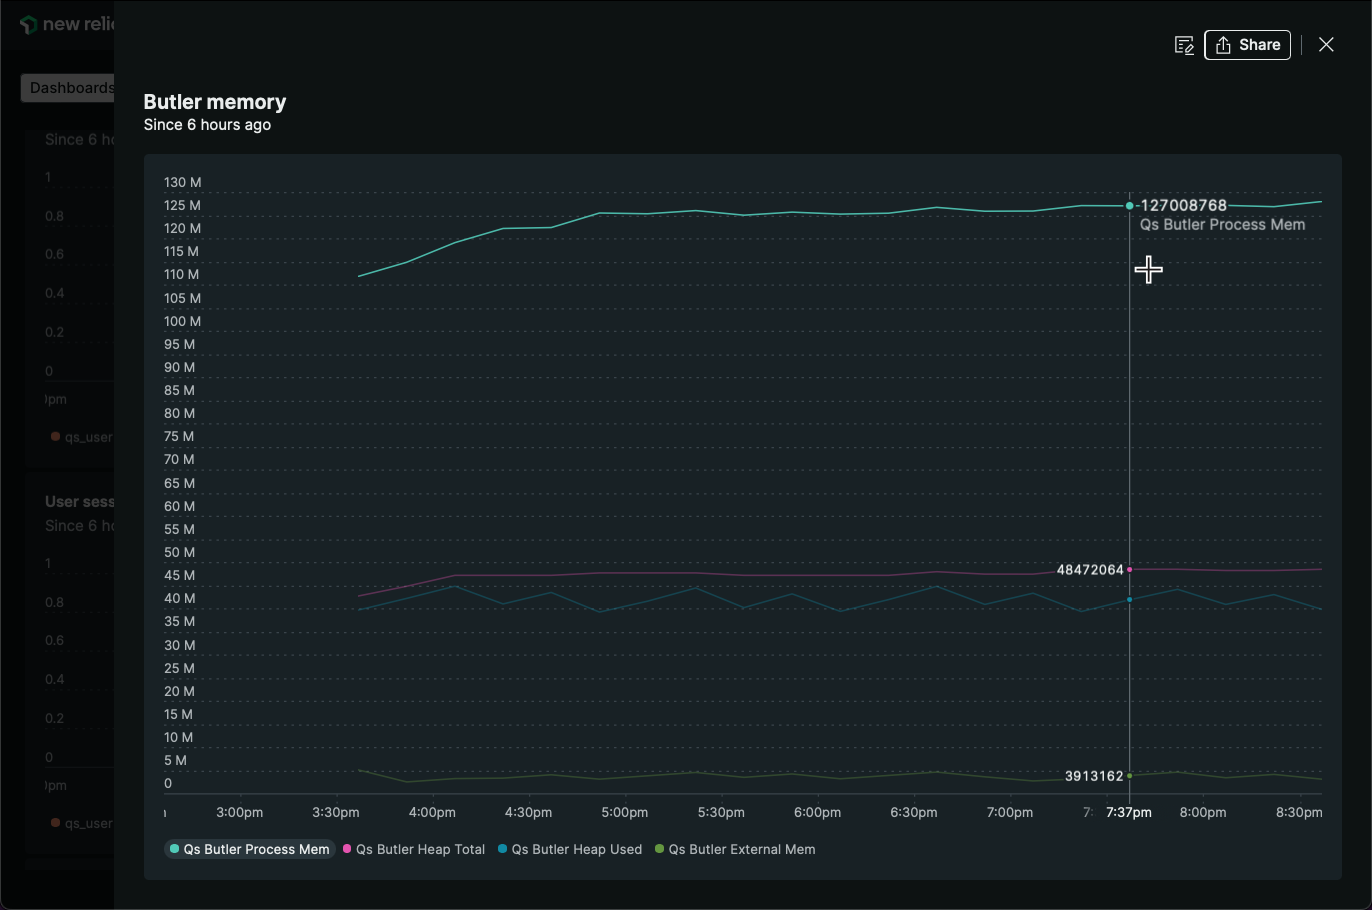 new relic
Share
Dashboards
Butler memory
Since 6 hours ago
Since 6 ho
1
0.8
0.6
0.4
0.2
0
pm
qs_user
User sess
Since 6 ho
1
0.8
0.6
0.4
0.2
0
pm
qs_user
130 M
125 M
120 M
115 M
110 M
105 M
100 M
95 M
90 M
85 M
80 M
75 M
70 M
65 M
60 M
55 M
50 M
45 M
40 M
35 M
30 M
25 M
20 M
15 M
10 M
5 M
0
127008768
Qs Butler Process Mem
48472064
3913162
3:00pm 3:30pm 4:00pm 4:30pm 5:00pm 5:30pm 6:00pm 6:30pm 7:00pm 7: 7:37pm 8:00pm 8:30pm
Qs Butler Process Mem Qs Butler Heap Total Qs Butler Heap Used Qs Butler External Mem